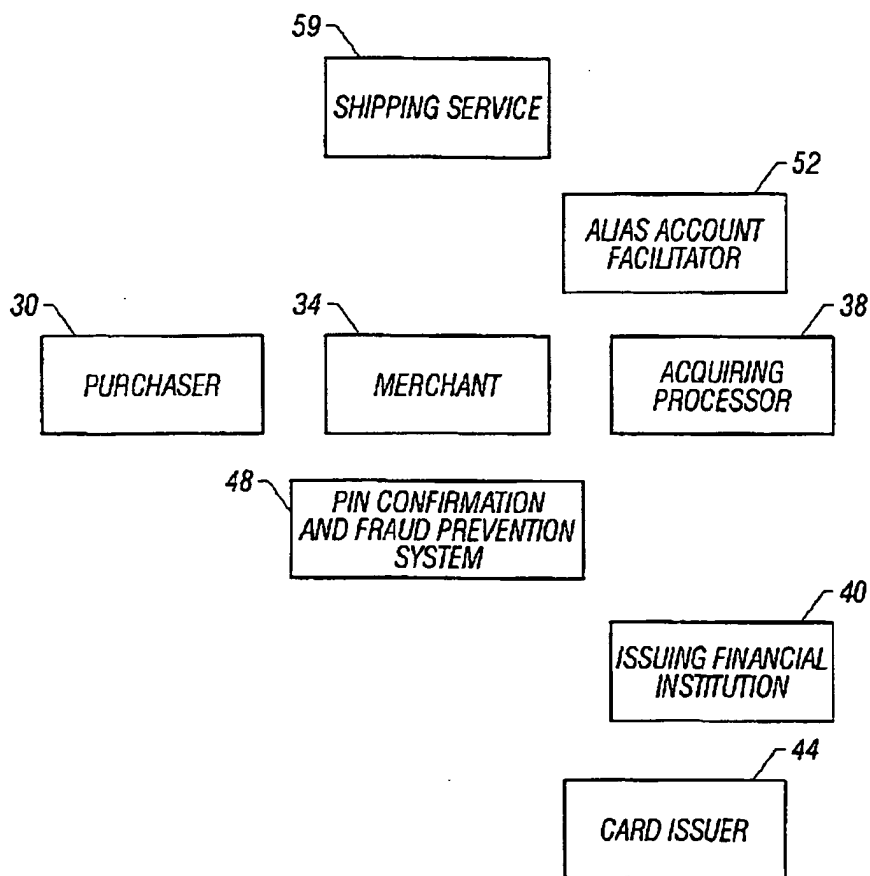 59
SHIPPING SERVICE
52
ALIAS ACCOUNT
FACILITATOR
30
PURCHASER
34
MERCHANT
38
ACQUIRING
PROCESSOR
48
PIN CONFIRMATION
AND FRAUD PREVENTION
SYSTEM
40
ISSUING FINANCIAL
INSTITUTION
44
CARD ISSUER